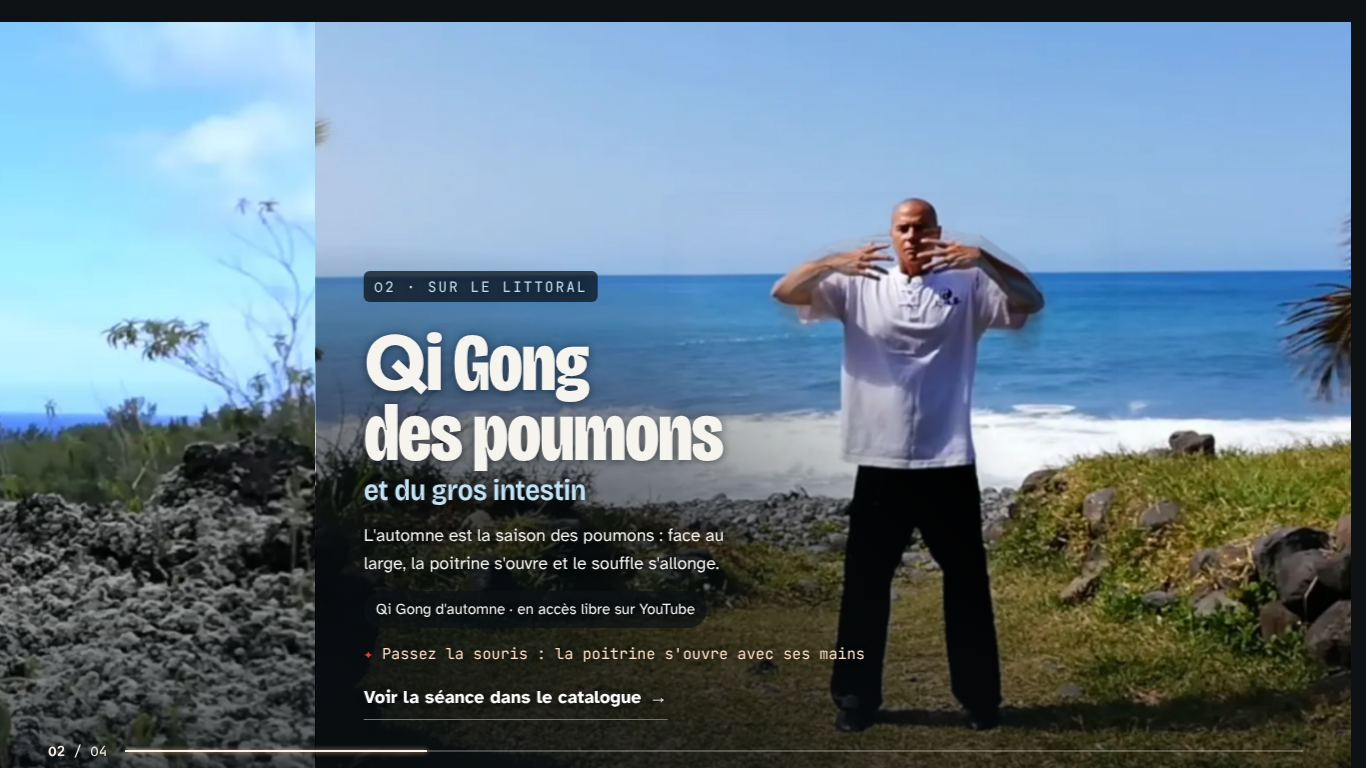 02 · SUR LE LITTORAL
Qi Gong
des poumons
et du gros intestin
L'automne est la saison des poumons : face au
large, la poitrine s'ouvre et le souffle s'allonge.
Qi Gong d'automne · en accès libre sur YouTube
✦ Passez la souris : la poitrine s'ouvre avec ses mains
Voir la séance dans le catalogue →
02 / 04